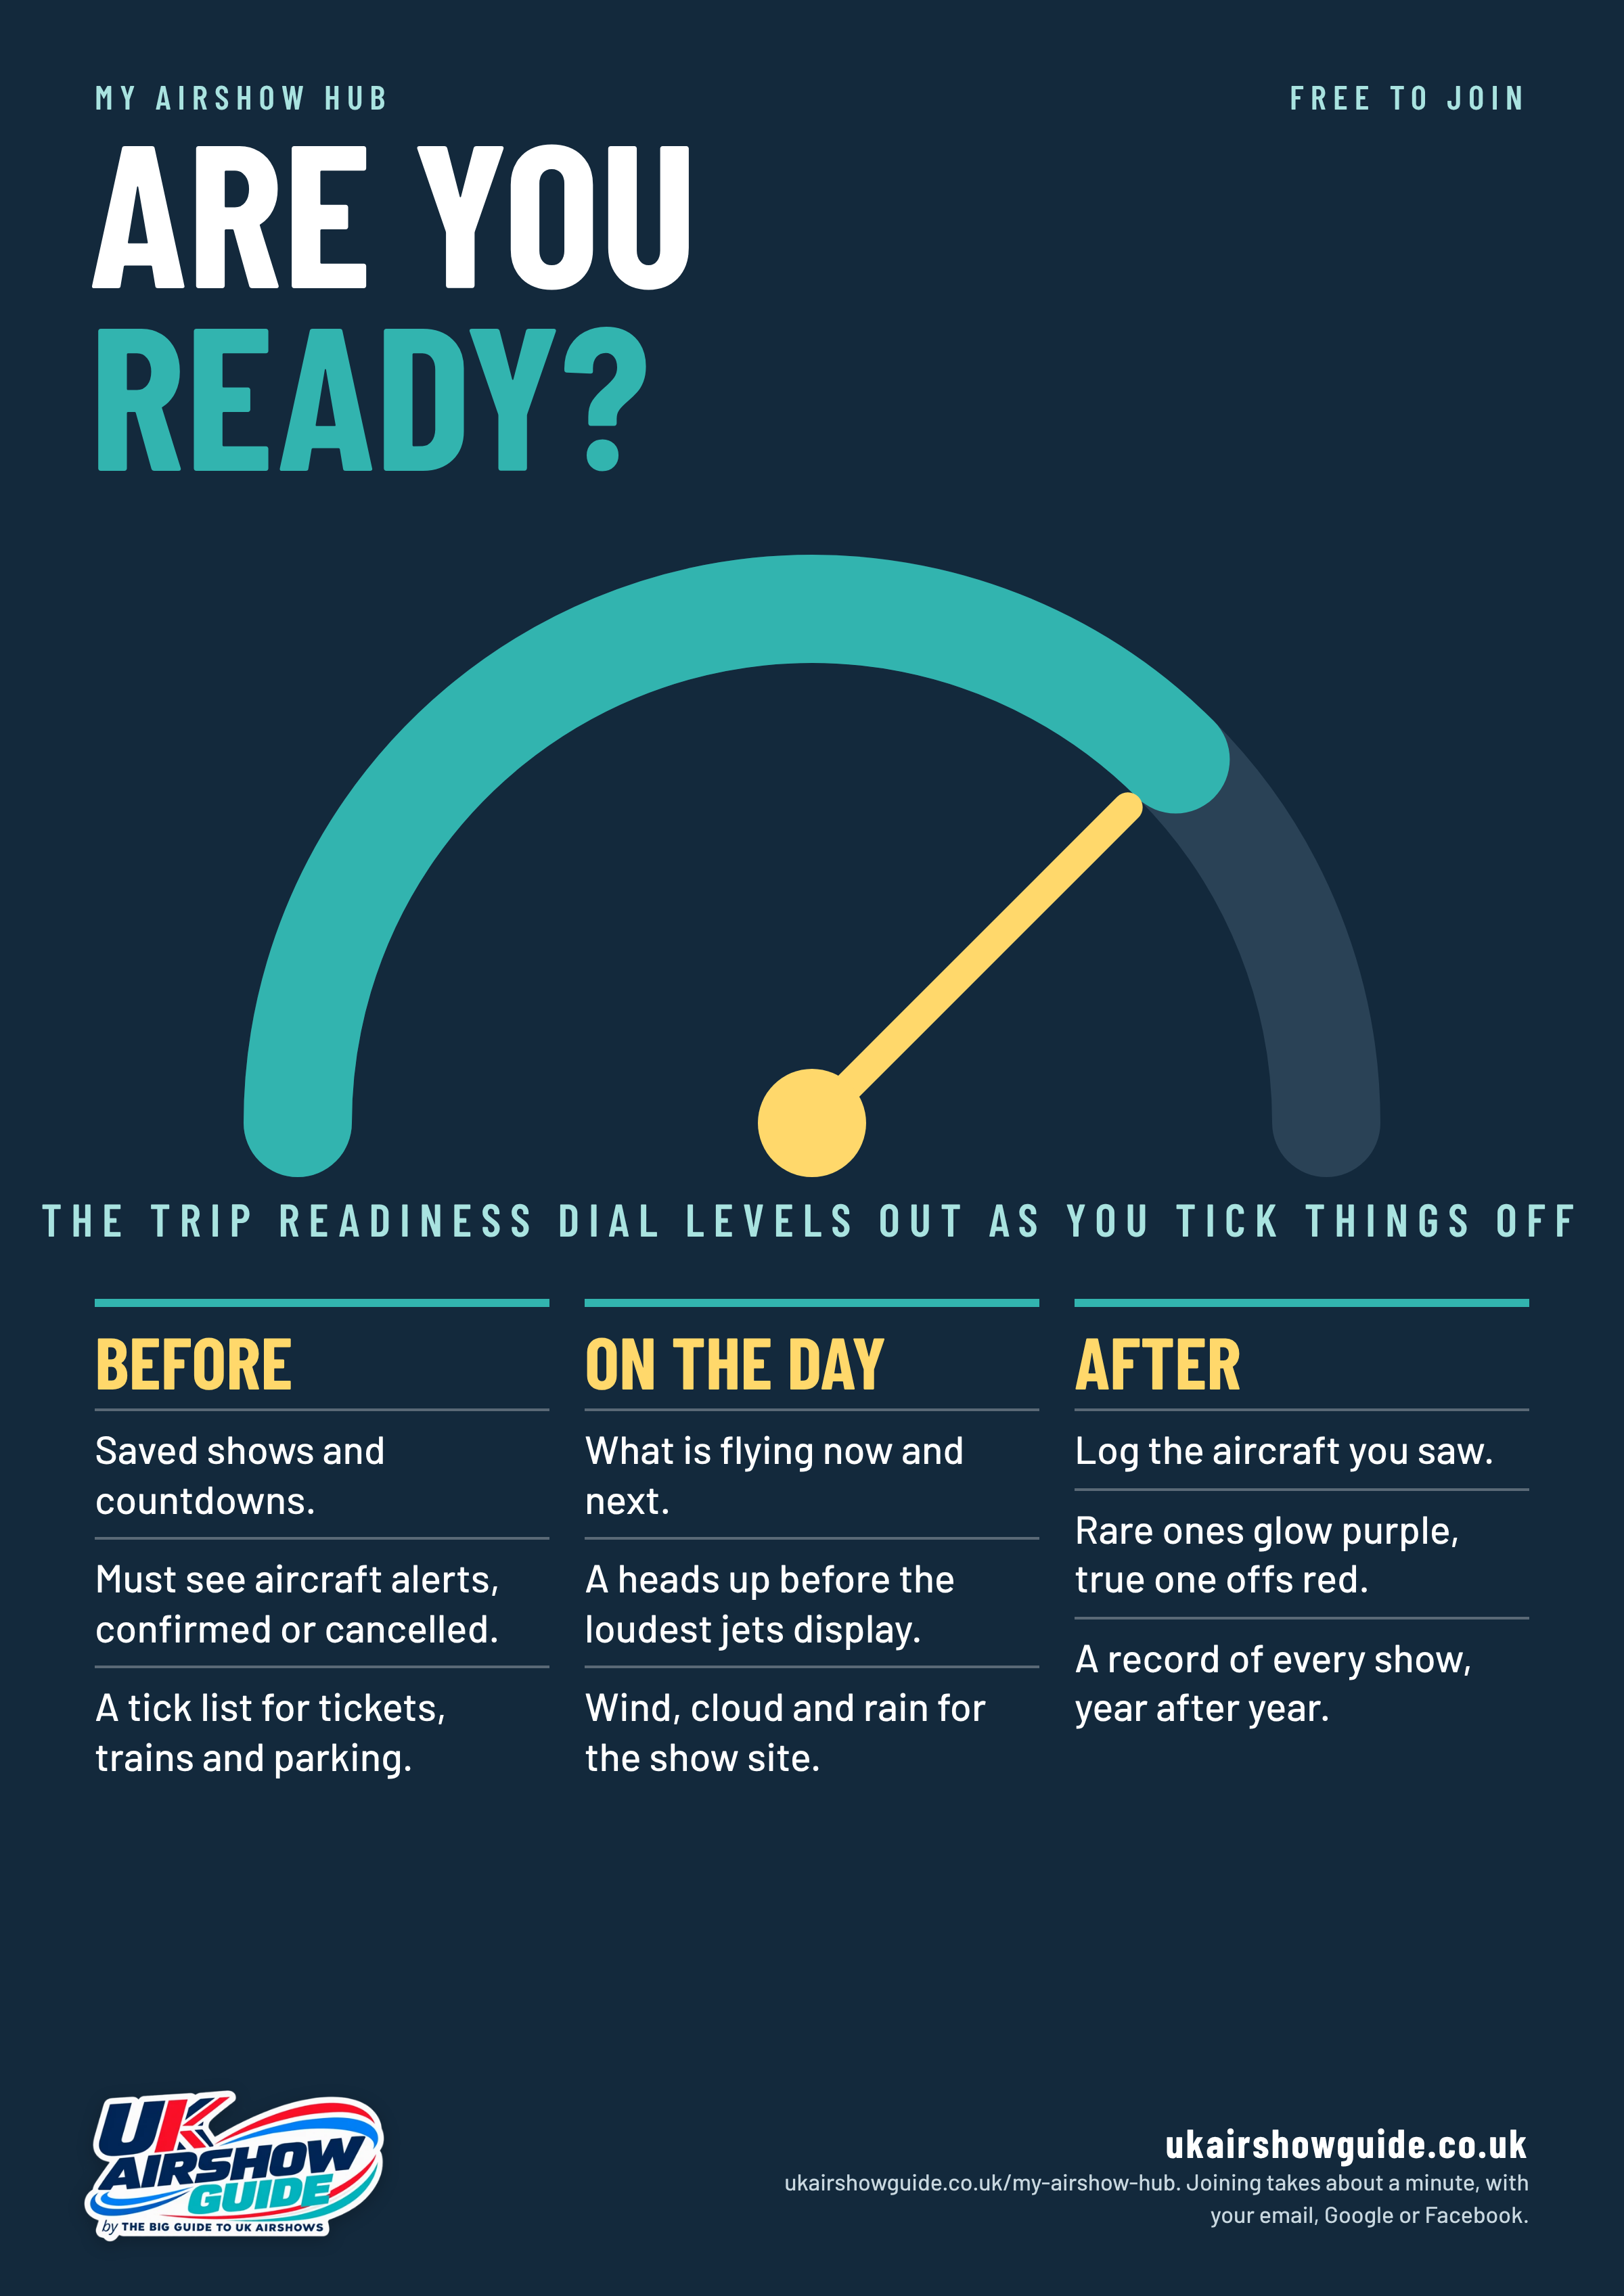 MY AIRSHOW HUB
FREE TO JOIN
ARE YOU
READY?
THE TRIP READINESS DIAL LEVELS OUT AS YOU TICK THINGS OFF
BEFORE
Saved shows and
countdowns.
Must see aircraft alerts,
confirmed or cancelled.
A tick list for tickets,
trains and parking.
ON THE DAY
What is flying now and
next.
A heads up before the
loudest jets display.
Wind, cloud and rain for
the show site.
AFTER
Log the aircraft you saw.
Rare ones glow purple,
true one offs red.
A record of every show,
year after year.
UK
AIRSHOW
GUIDE
by THE BIG GUIDE TO UK AIRSHOWS
ukairshowguide.co.uk
ukairshowguide.co.uk/my-airshow-hub. Joining takes about a minute, with
your email, Google or Facebook.